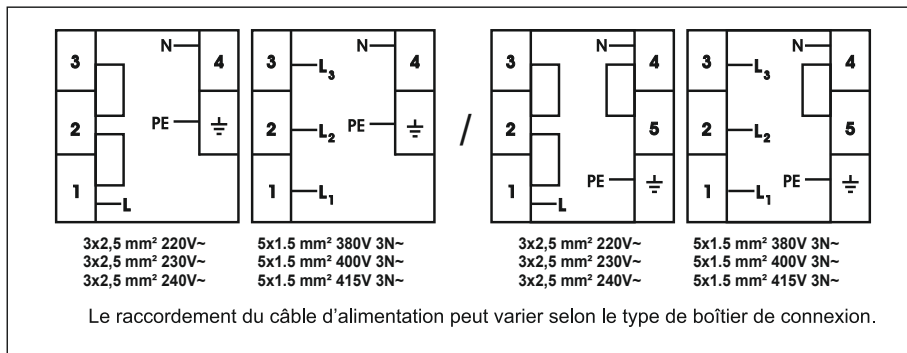 3 N 4 3 N 4 3 N 4 3 N 4
L₃ L₃
2 PE ⏚ 2 L₂ PE ⏚ / 2 5 2 L₂ 5
1 L 1 L₁ 1 L PE ⏚ 1 L₁ PE ⏚
3x2,5 mm² 220V~ 5x1.5 mm² 380V 3N~ 3x2,5 mm² 220V~ 5x1.5 mm² 380V 3N~
3x2,5 mm² 230V~ 5x1.5 mm² 400V 3N~ 3x2,5 mm² 230V~ 5x1.5 mm² 400V 3N~
3x2,5 mm² 240V~ 5x1.5 mm² 415V 3N~ 3x2,5 mm² 240V~ 5x1.5 mm² 415V 3N~
Le raccordement du câble d’alimentation peut varier selon le type de boîtier de connexion.